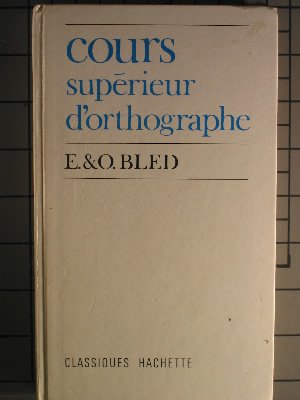 cours
supérieur
d'orthographe
E.&O.BLED
CLASSIQUES HACHETTE